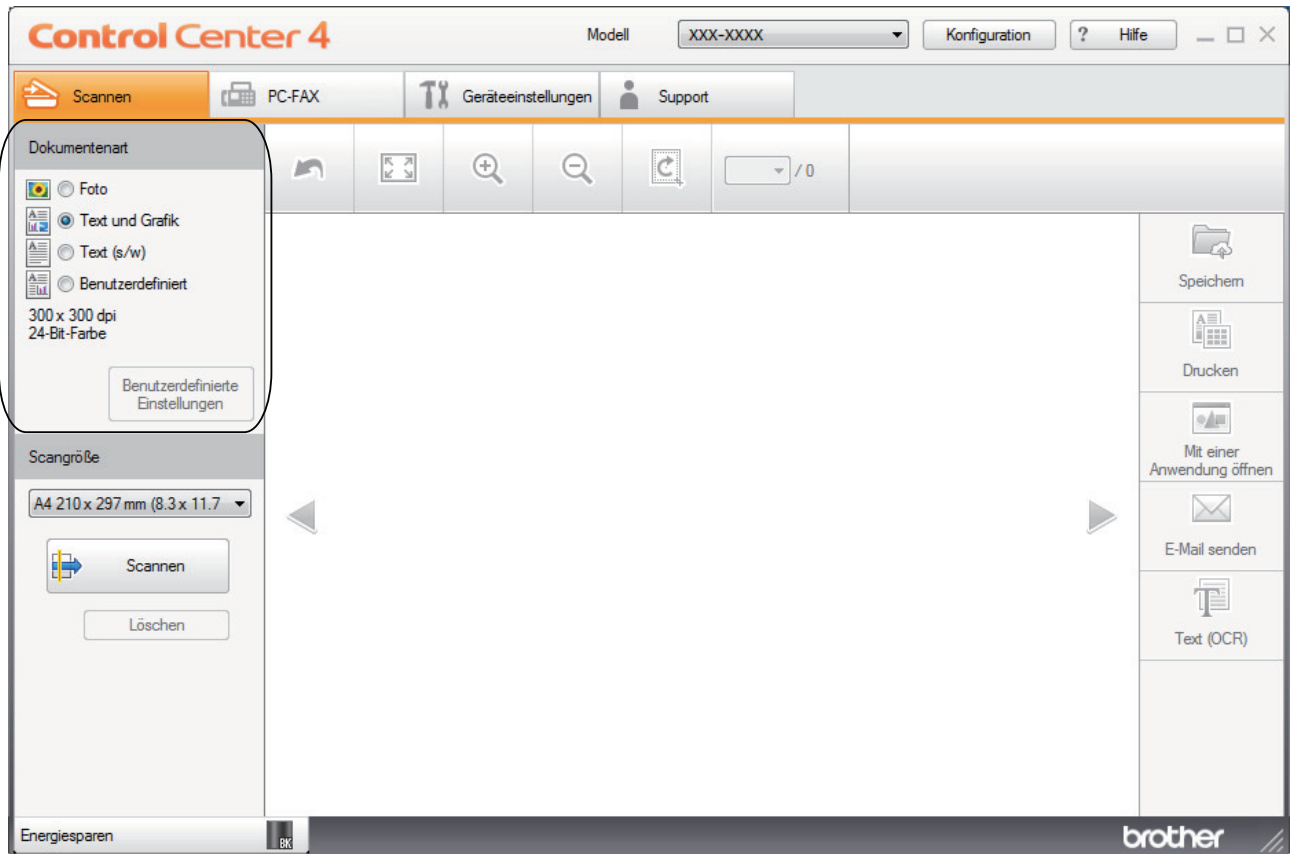 Control Center 4
Modell
XXX-XXXX
Konfiguration
? Hilfe
Scannen
PC-FAX
Geräteeinstellungen
Support
Dokumentenart
Foto
Text und Grafik
Text (s/w)
Benutzerdefiniert
300 x 300 dpi
24-Bit-Farbe
Benutzerdefinierte
Einstellungen
/ 0
Scangröße
A4 210 x 297 mm (8.3 x 11.7
Scannen
Löschen
Speichern
Drucken
Mit einer
Anwendung öffnen
E-Mail senden
Text (OCR)
Energiesparen
BK
brother